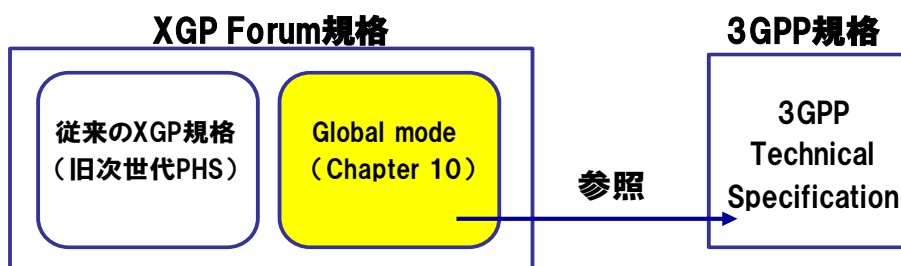 XGP Forum規格
3GPP規格
従来のXGP規格
（旧次世代PHS）
Global mode
（Chapter 10）
参照
3GPP
Technical
Specification